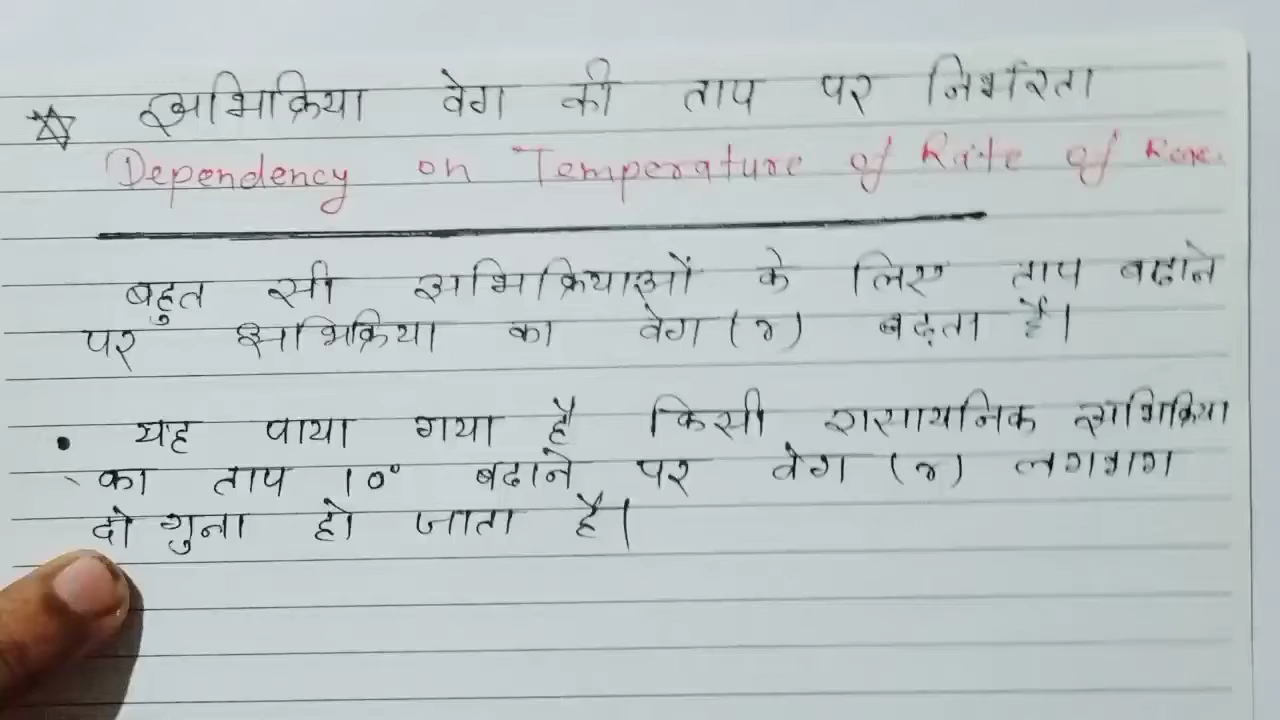 अभिक्रिया वेग की ताप पर निर्भरता
Dependency on Temperature of Rate of
बहुत सी अभिक्रियाओं के लिए ताप बढाने
पर अभिक्रिया का वेग (r) बढ़ता है।
• यह पाया गया है किसी रासायनिक अभिक्रिया
का ताप 10° बढाने पर वेग (r) लगभग
दो गुना हो जाता है।